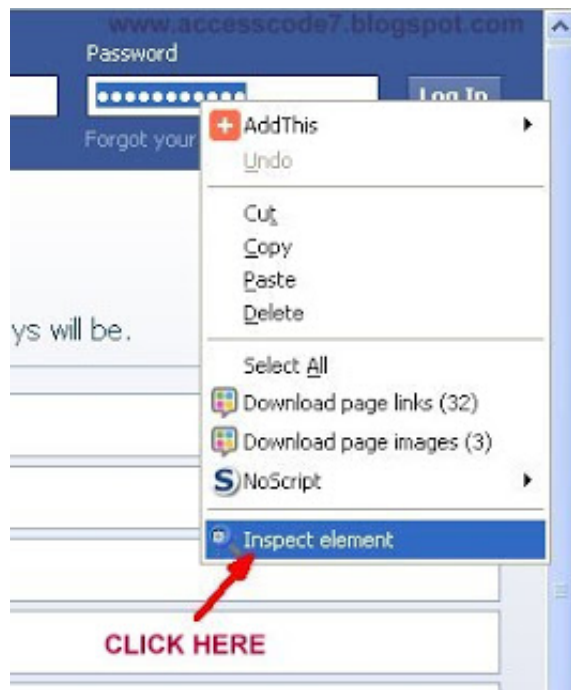 www.accesscode7.blogspot.com
Password
Log In
Forgot your
AddThis
Undo
Cut
Copy
Paste
Delete
ys will be.
Select All
Download page links (32)
Download page images (3)
NoScript
Inspect element
CLICK HERE